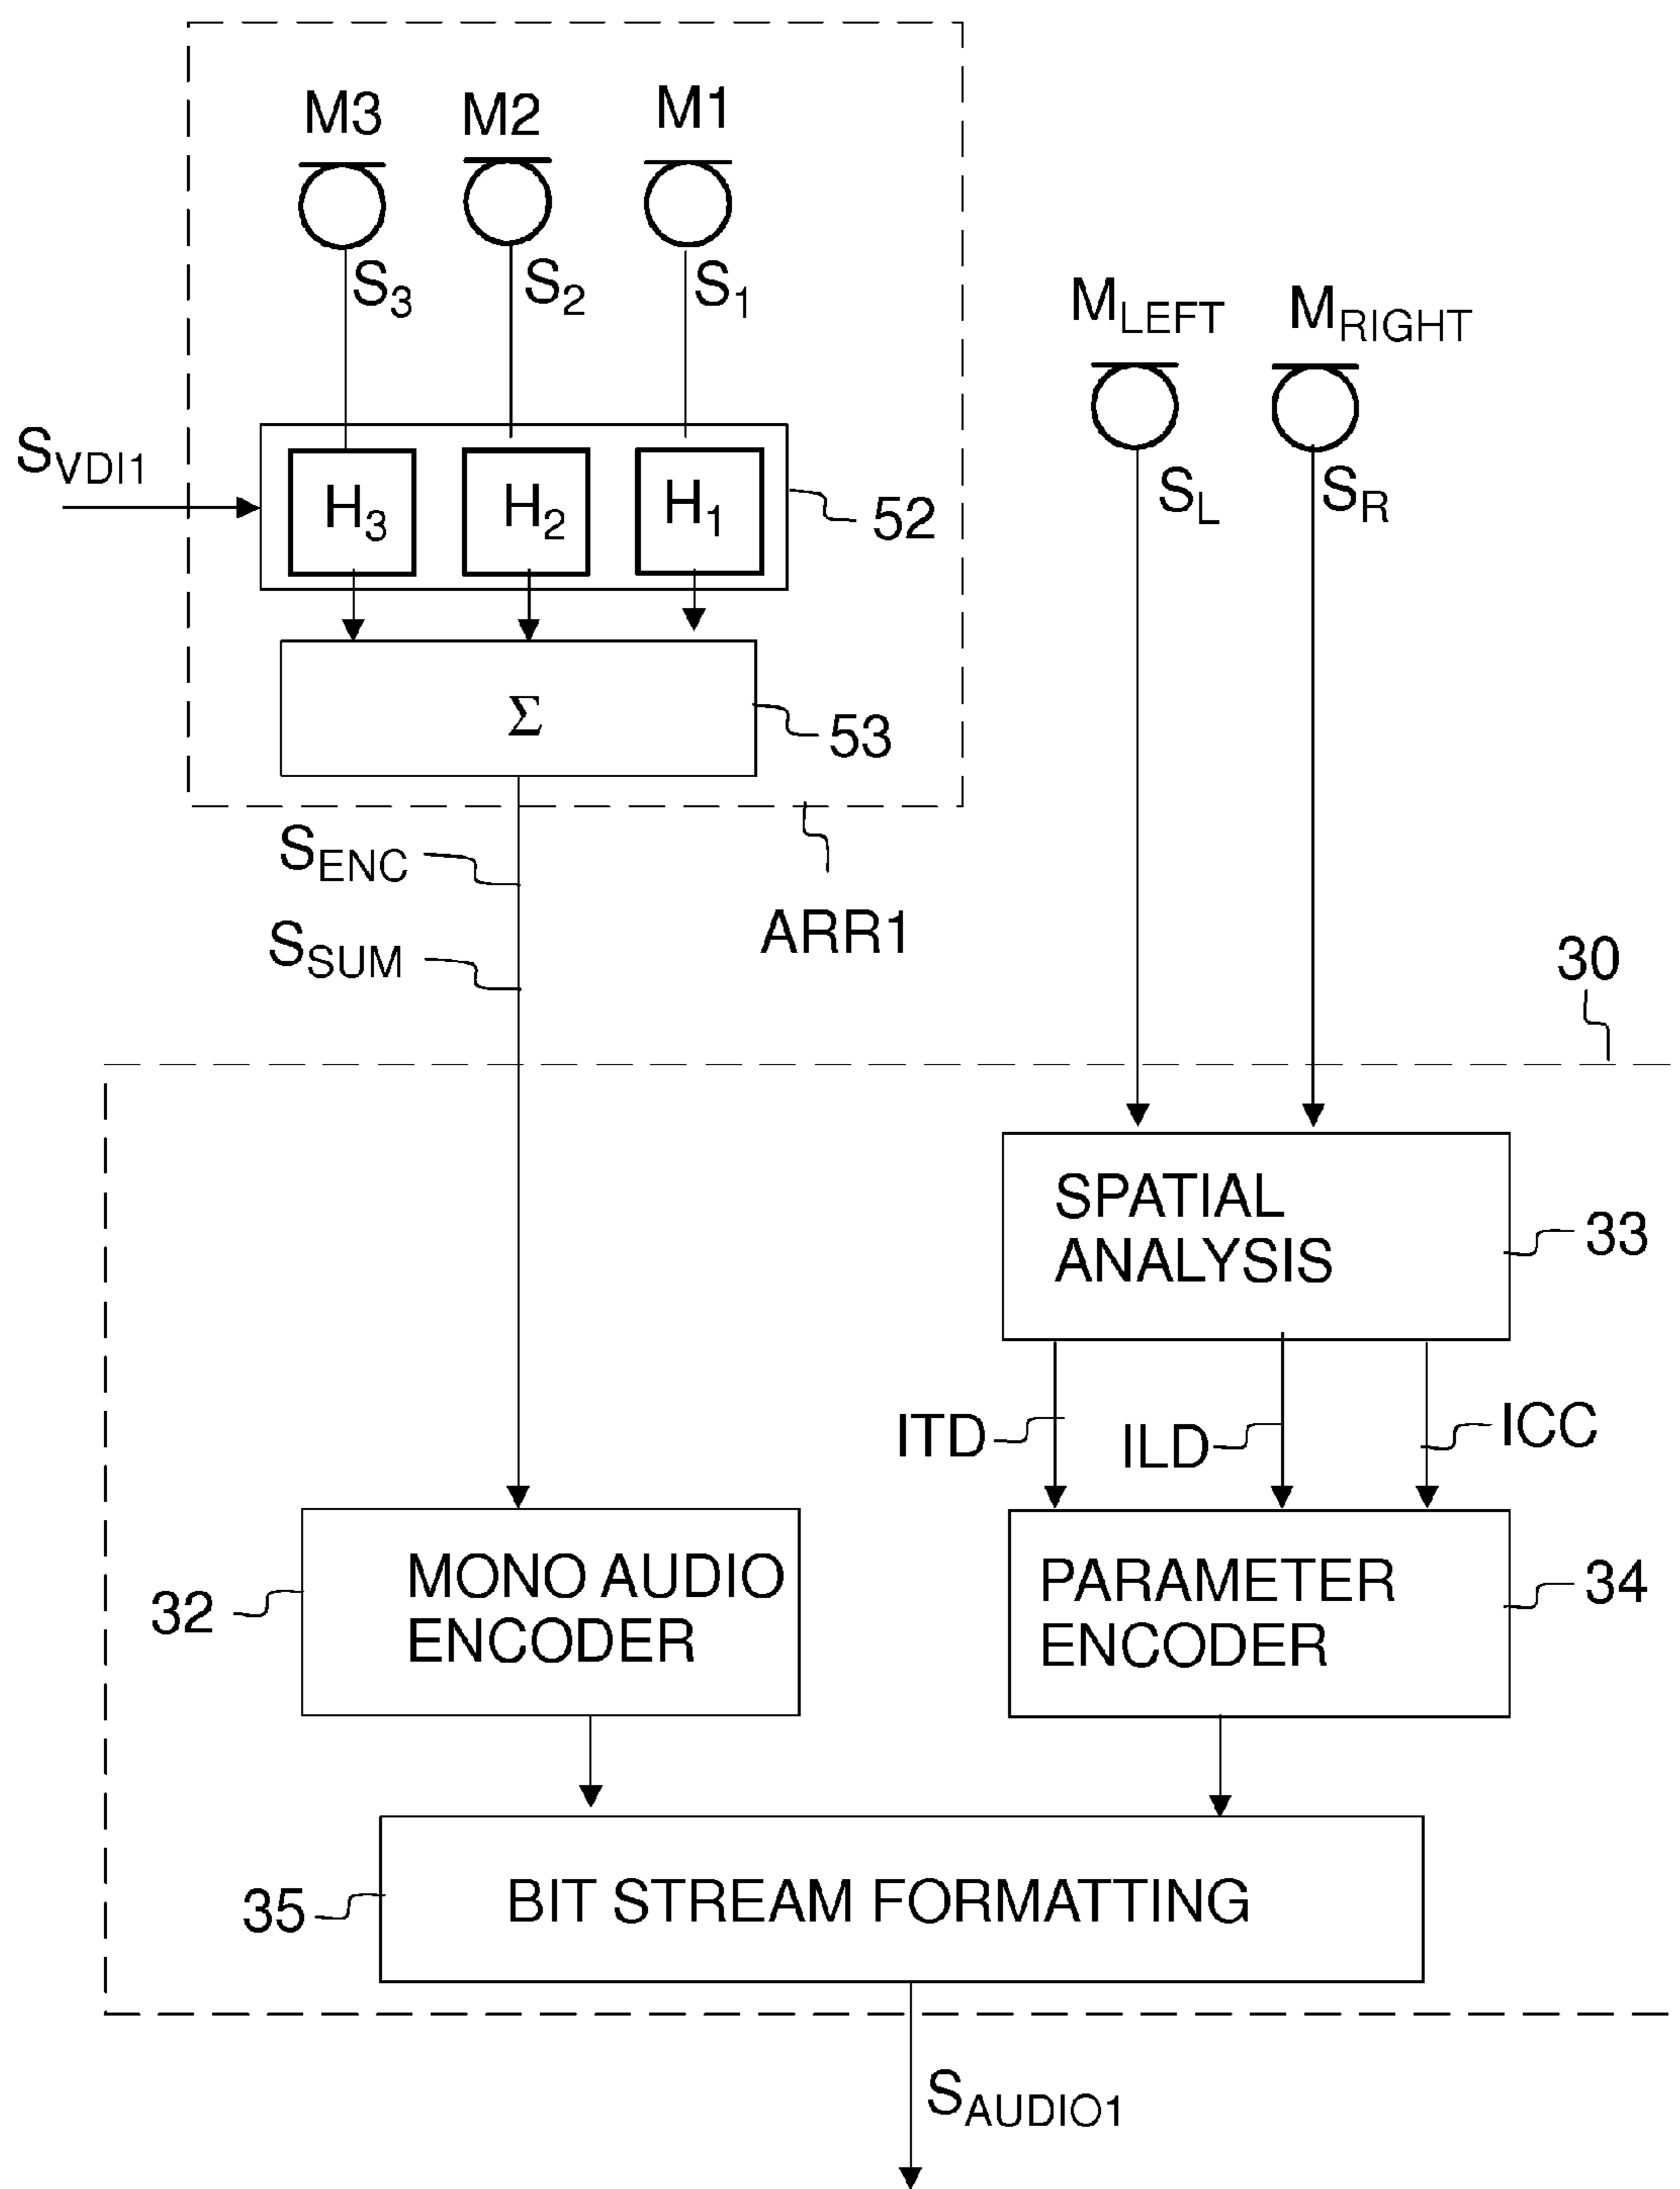 M3 M2 M1
S3 S2 S1
MLEFT MRIGHT
SVDI1
H3 H2 H1
52
SL SR
Σ
53
SENC
ARR1
SSUM
30
SPATIAL
ANALYSIS
33
ITD ILD ICC
MONO AUDIO
ENCODER
32
PARAMETER
ENCODER
34
BIT STREAM FORMATTING
35
SAUDIO1